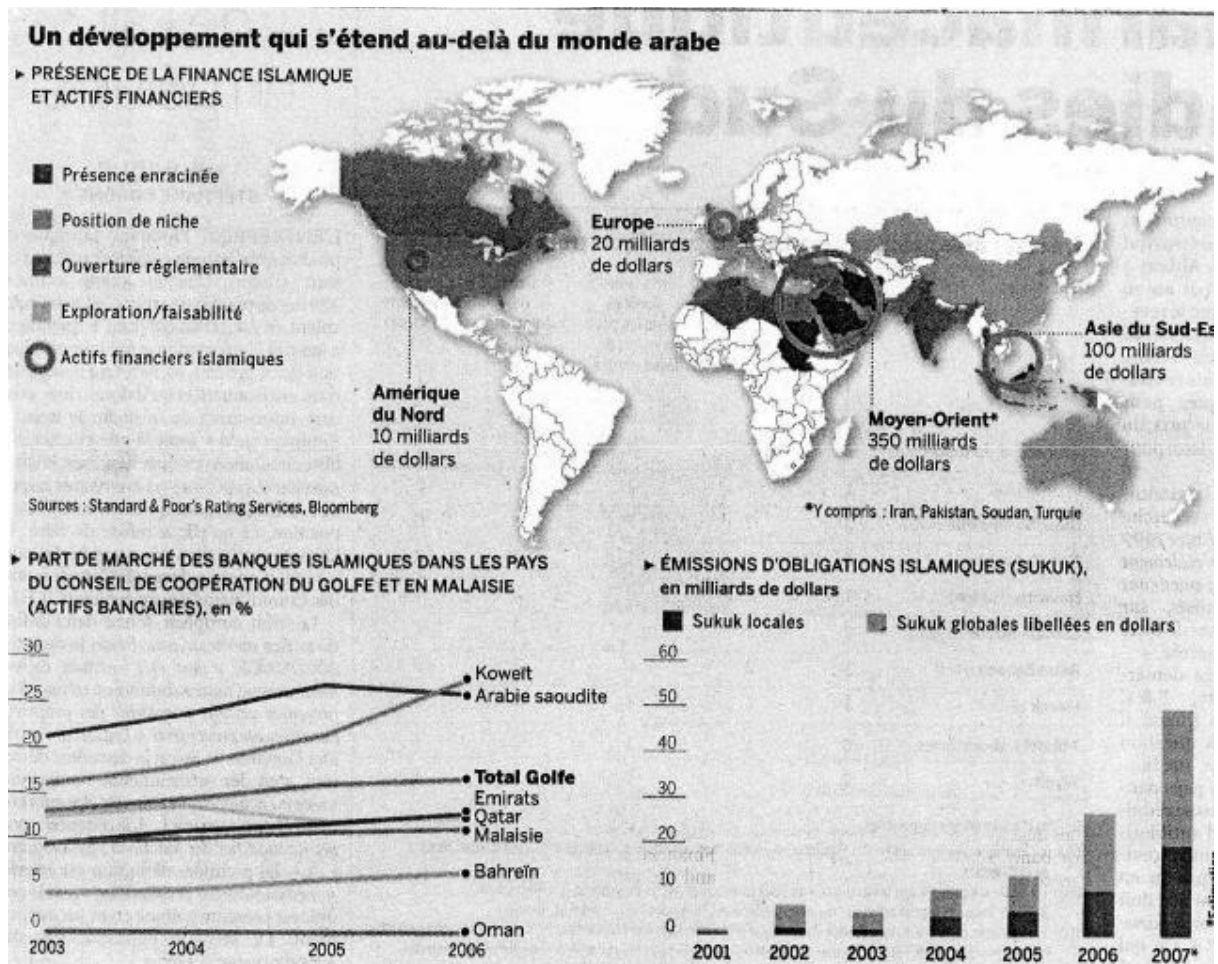 Un développement qui s'étend au-delà du monde arabe
► PRÉSENCE DE LA FINANCE ISLAMIQUE
ET ACTIFS FINANCIERS
Présence enracinée
Position de niche
Ouverture réglementaire
Exploration/faisabilité
Actifs financiers islamiques
Amérique
du Nord
10 milliards
de dollars
Europe
20 milliards
de dollars
Moyen-Orient*
350 milliards
de dollars
Asie du Sud-Es
100 milliards
de dollars
Sources : Standard & Poor's Rating Services, Bloomberg
*Y compris : Iran, Pakistan, Soudan, Turquie
► PART DE MARCHÉ DES BANQUES ISLAMIQUES DANS LES PAYS
DU CONSEIL DE COOPÉRATION DU GOLFE ET EN MALAISIE
(ACTIFS BANCAIRES), en %
30
25
20
15
10
5
0
Koweït
Arabie saoudite
Total Golfe
Emirats
Qatar
Malaisie
Bahreïn
Oman
2003 2004 2005 2006
► ÉMISSIONS D'OBLIGATIONS ISLAMIQUES (SUKUK),
en milliards de dollars
Sukuk locales
Sukuk globales libellées en dollars
60
50
40
30
20
10
0
2001 2002 2003 2004 2005 2006 2007*
*Estimation